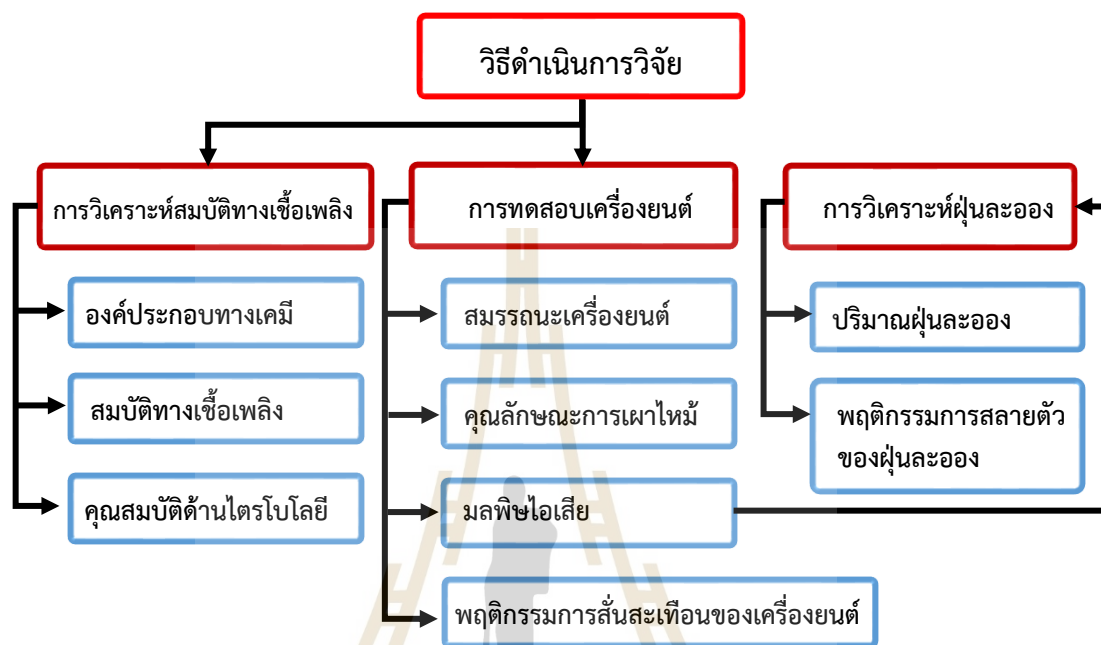 วิธีดำเนินการวิจัย
การวิเคราะห์สมบัติทางเชื้อเพลิง
องค์ประกอบทางเคมี
สมบัติทางเชื้อเพลิง
คุณสมบัติด้านไตรโบโลยี
การทดสอบเครื่องยนต์
สมรรถนะเครื่องยนต์
คุณลักษณะการเผาไหม้
มลพิษไอเสีย
พฤติกรรมการสั่นสะเทือนของเครื่องยนต์
การวิเคราะห์ฝุ่นละออง
ปริมาณฝุ่นละออง
พฤติกรรมการสลายตัว
ของฝุ่นละออง